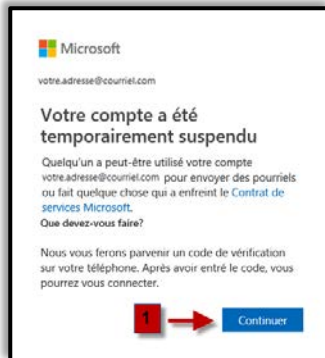 Microsoft
votre.adresse@courriel.com
Votre compte a été
temporairement suspendu
Quelqu'un a peut-être utilisé votre compte
votre.adresse@courriel.com pour envoyer des pourriels
ou fait quelque chose qui a enfreint le Contrat de
services Microsoft.
Que devez-vous faire?
Nous vous ferons parvenir un code de vérification
sur votre téléphone. Après avoir entré le code, vous
pourrez vous connecter.
1 Continuer